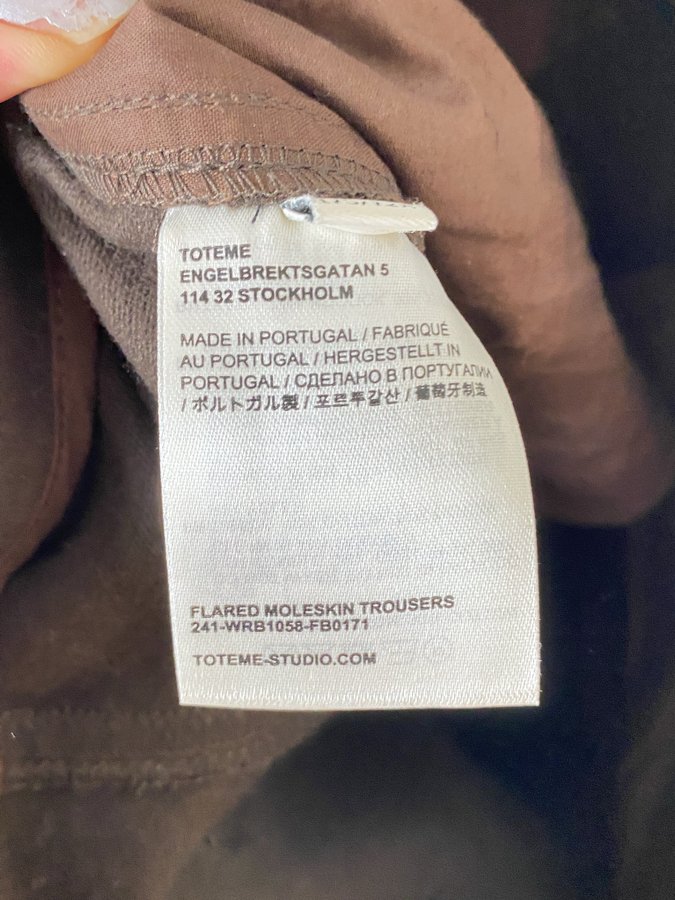 TOTEME
ENGELBREKTSGATAN 5
114 32 STOCKHOLM
MADE IN PORTUGAL / FABRIQUÉ
AU PORTUGAL / HERGESTELLT IN
PORTUGAL / СДЕЛАНО В ПОРТУГАЛИИ
/ ポルトガル製 / 포르투갈산 / 葡萄牙制造
FLARED MOLESKIN TROUSERS
241-WRB1058-FB0171
TOTEME-STUDIO.COM